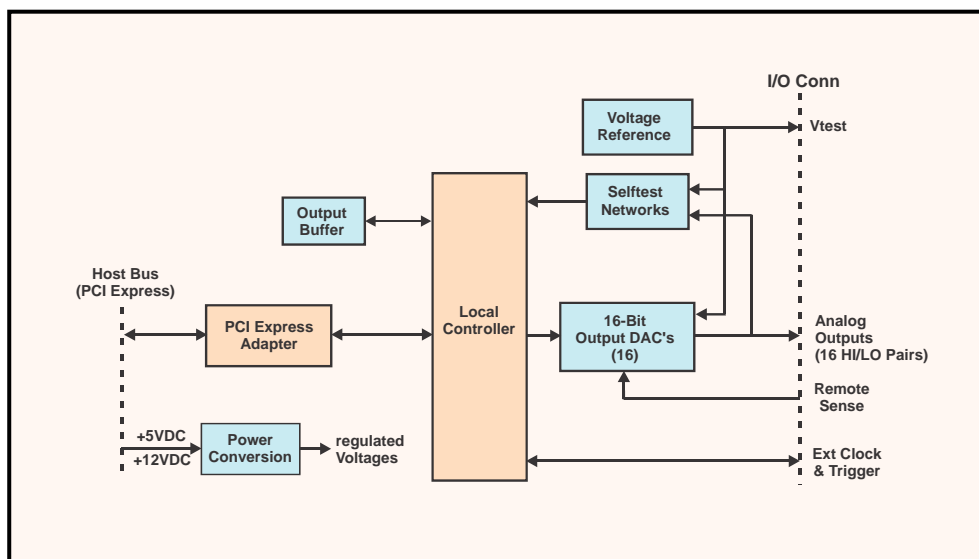 I/O Conn
Voltage
Reference
Vtest
Selftest
Networks
Output
Buffer
Host Bus
(PCI Express)
PCI Express
Adapter
Local
Controller
16-Bit
Output DAC's
(16)
Analog
Outputs
(16 HI/LO Pairs)
Remote
Sense
+5VDC
+12VDC
Power
Conversion
regulated
Voltages
Ext Clock
& Trigger